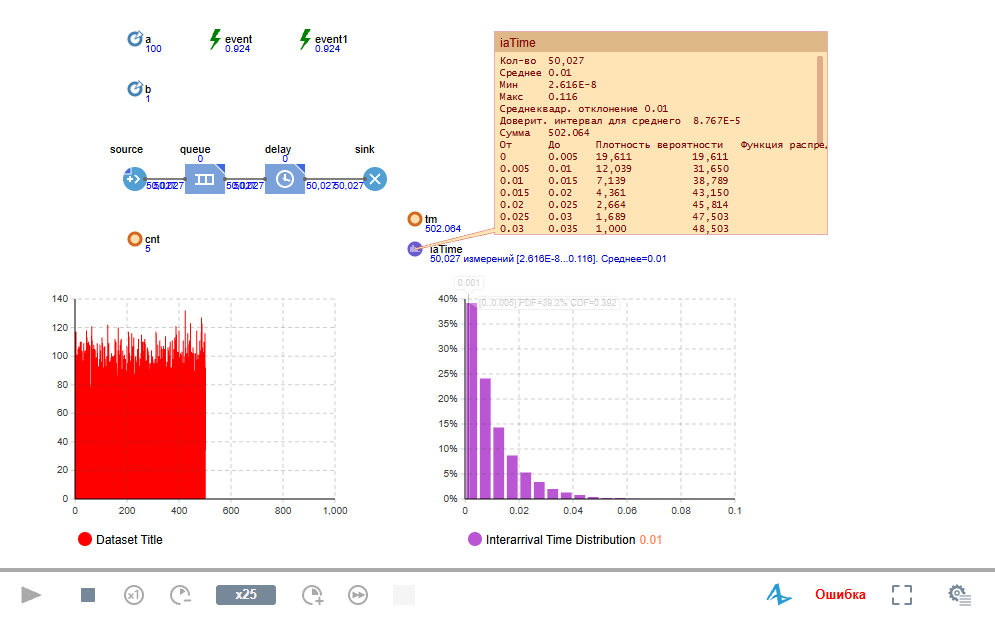 a
100
event
0.924
event1
0.924
b
1
source
queue
0
delay
0
sink
50,027
50,027
50,027
50,027
cnt
5
tm
502.064
iaTime
50,027 измерений [2.616E-8...0.116]. Среднее=0.01
iaTime
Кол-во 50,027
Среднее 0.01
Мин 2.616E-8
Макс 0.116
Среднеквадр. отклонение 0.01
Доверит. интервал для среднего 8.767E-5
Сумма 502.064
От До Плотность вероятности Функция распред
0 0.005 19,611 19,611
0.005 0.01 12,039 31,650
0.01 0.015 7,139 38,789
0.015 0.02 4,361 43,150
0.02 0.025 2,664 45,814
0.025 0.03 1,689 47,503
0.03 0.035 1,000 48,503
140
120
100
80
60
40
20
0
0 200 400 600 800 1,000
Dataset Title
0.001
[0..0.005] PDF=39.2% CDF=0.392
40%
35%
30%
25%
20%
15%
10%
5%
0%
0 0.02 0.04 0.06 0.08 0.1
Interarrival Time Distribution 0.01
x1
x25
Ошибка